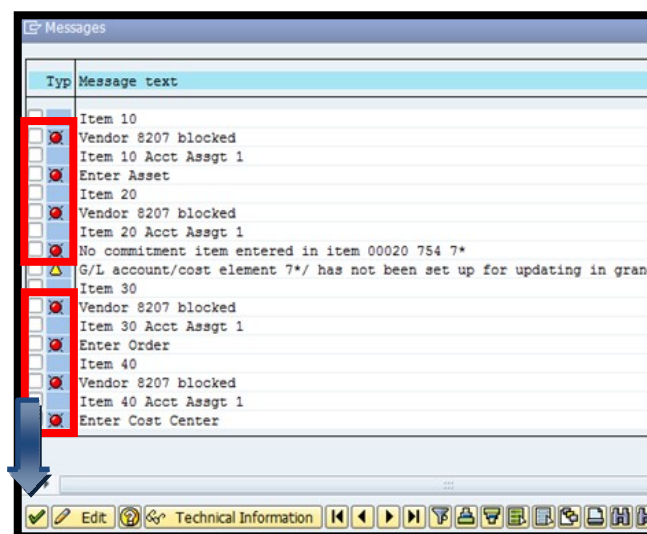 Messages
Typ Message text
Item 10
Vendor 8207 blocked
Item 10 Acct Assgt 1
Enter Asset
Item 20
Vendor 8207 blocked
Item 20 Acct Assgt 1
No commitment item entered in item 00020 754 7*
G/L account/cost element 7*/ has not been set up for updating in gran
Item 30
Vendor 8207 blocked
Item 30 Acct Assgt 1
Enter Order
Item 40
Vendor 8207 blocked
Item 40 Acct Assgt 1
Enter Cost Center
Edit Technical Information